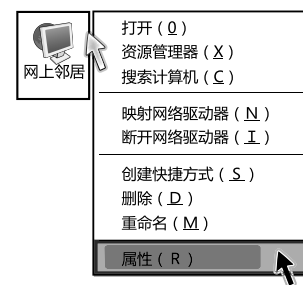 网上邻居
打开(0)
资源管理器(X)
搜索计算机(C)
映射网络驱动器(N)
断开网络驱动器(I)
创建快捷方式(S)
删除(D)
重命名(M)
属性(R)